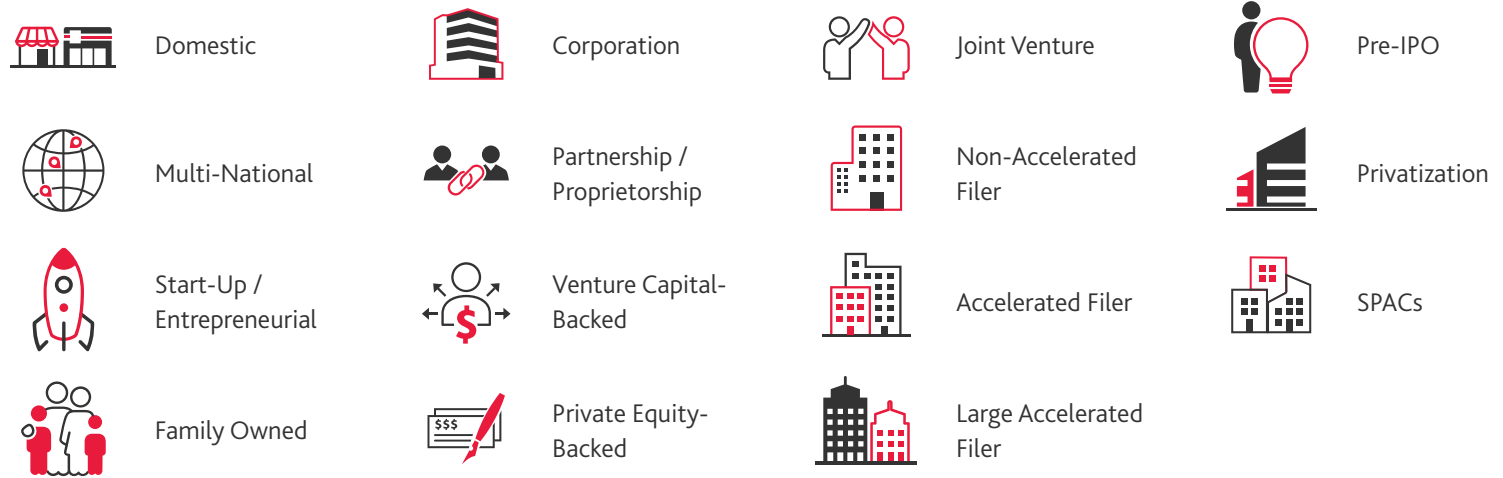 Domestic
Corporation
Joint Venture
Pre-IPO
Multi-National
Partnership /
Proprietorship
Non-Accelerated
Filer
Privatization
Start-Up /
Entrepreneurial
Venture Capital-
Backed
Accelerated Filer
SPACs
Family Owned
$
$$$
Private Equity-
Backed
Large Accelerated
Filer